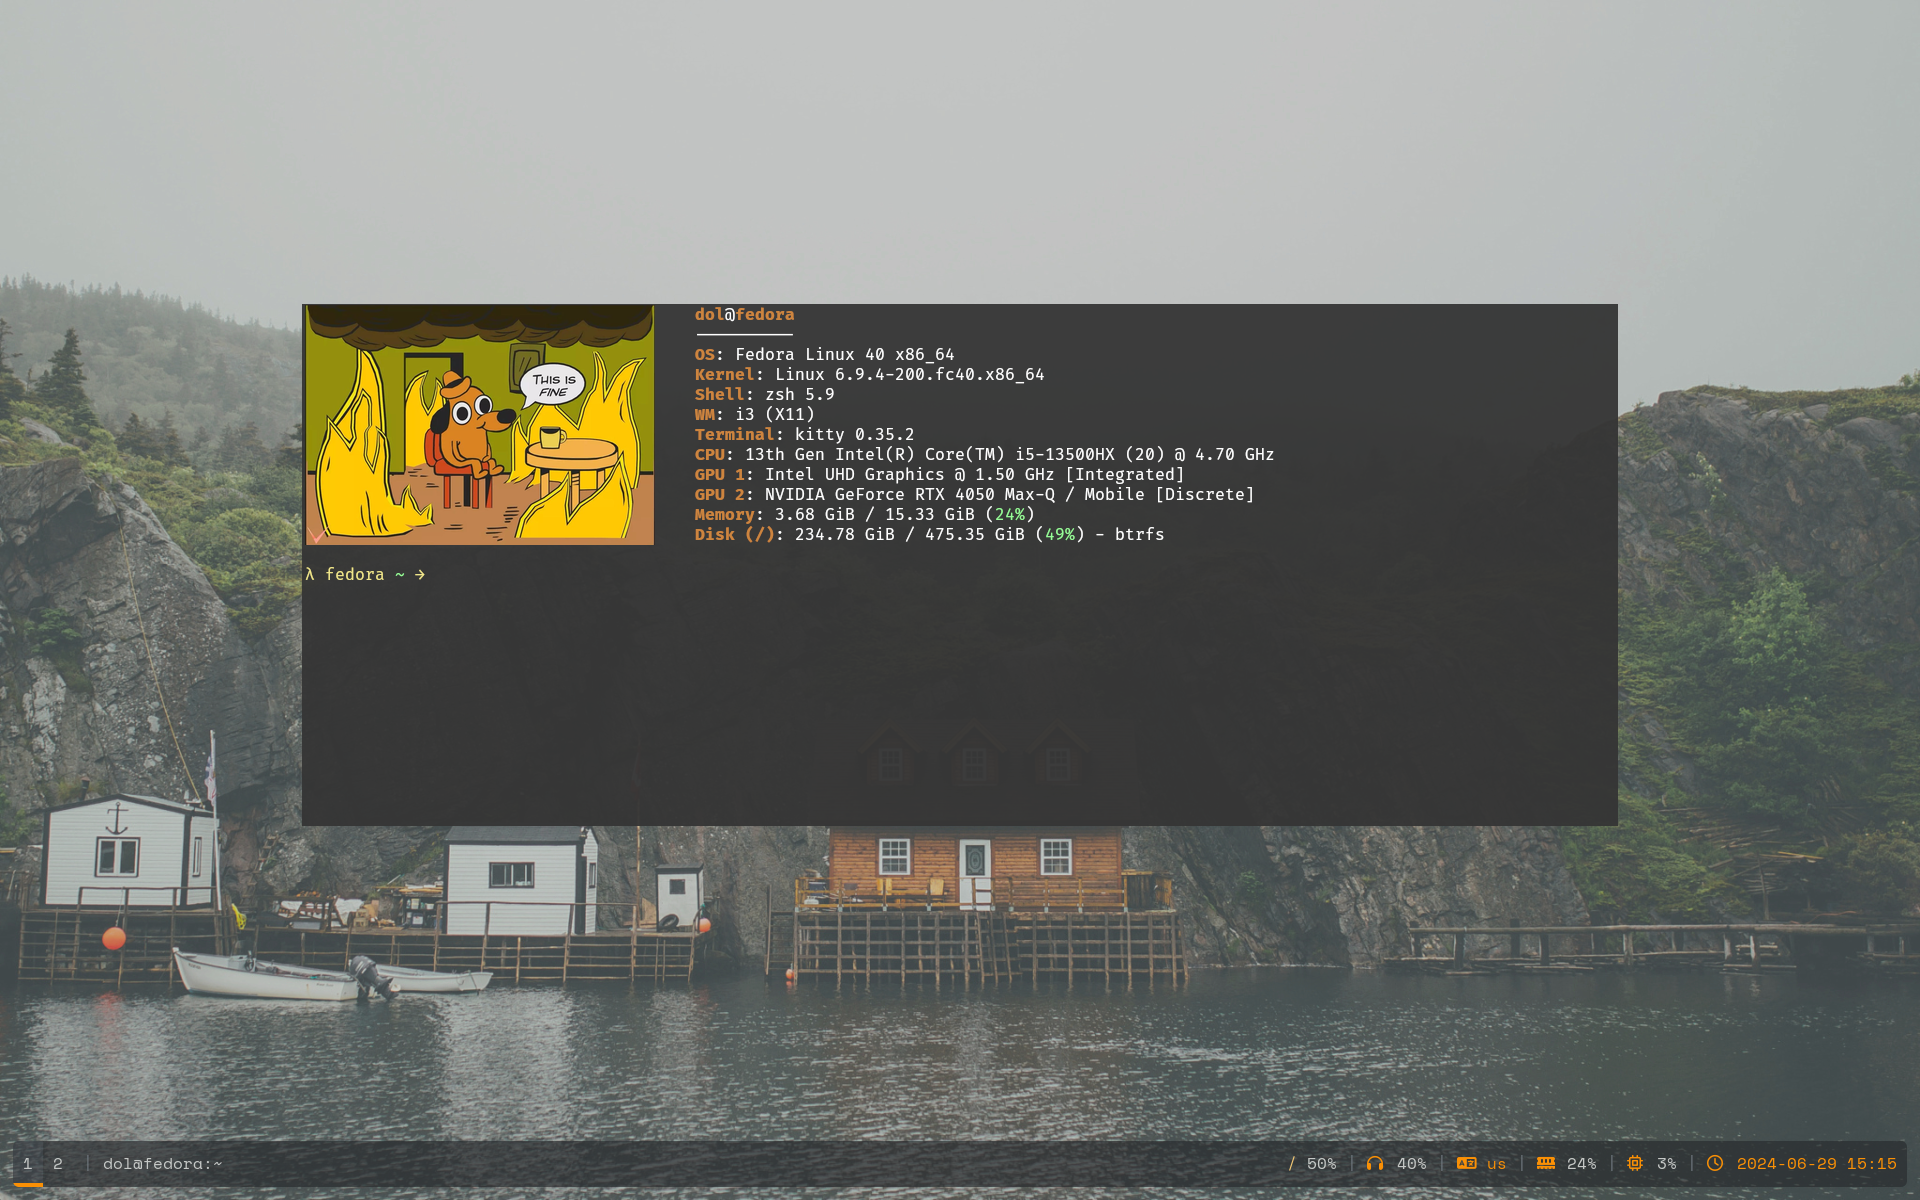 THIS IS
FINE
dol@fedora
OS: Fedora Linux 40 x86_64
Kernel: Linux 6.9.4-200.fc40.x86_64
Shell: zsh 5.9
WM: i3 (X11)
Terminal: kitty 0.35.2
CPU: 13th Gen Intel(R) Core(TM) i5-13500HX (20) @ 4.70 GHz
GPU 1: Intel UHD Graphics @ 1.50 GHz [Integrated]
GPU 2: NVIDIA GeForce RTX 4050 Max-Q / Mobile [Discrete]
Memory: 3.68 GiB / 15.33 GiB (24%)
Disk (/): 234.78 GiB / 475.35 GiB (49%) - btrfs
λ fedora ~ →
1 2 | dol@fedora:~ / 50% | 40% | us | 24% | 3% | 2024-06-29 15:15